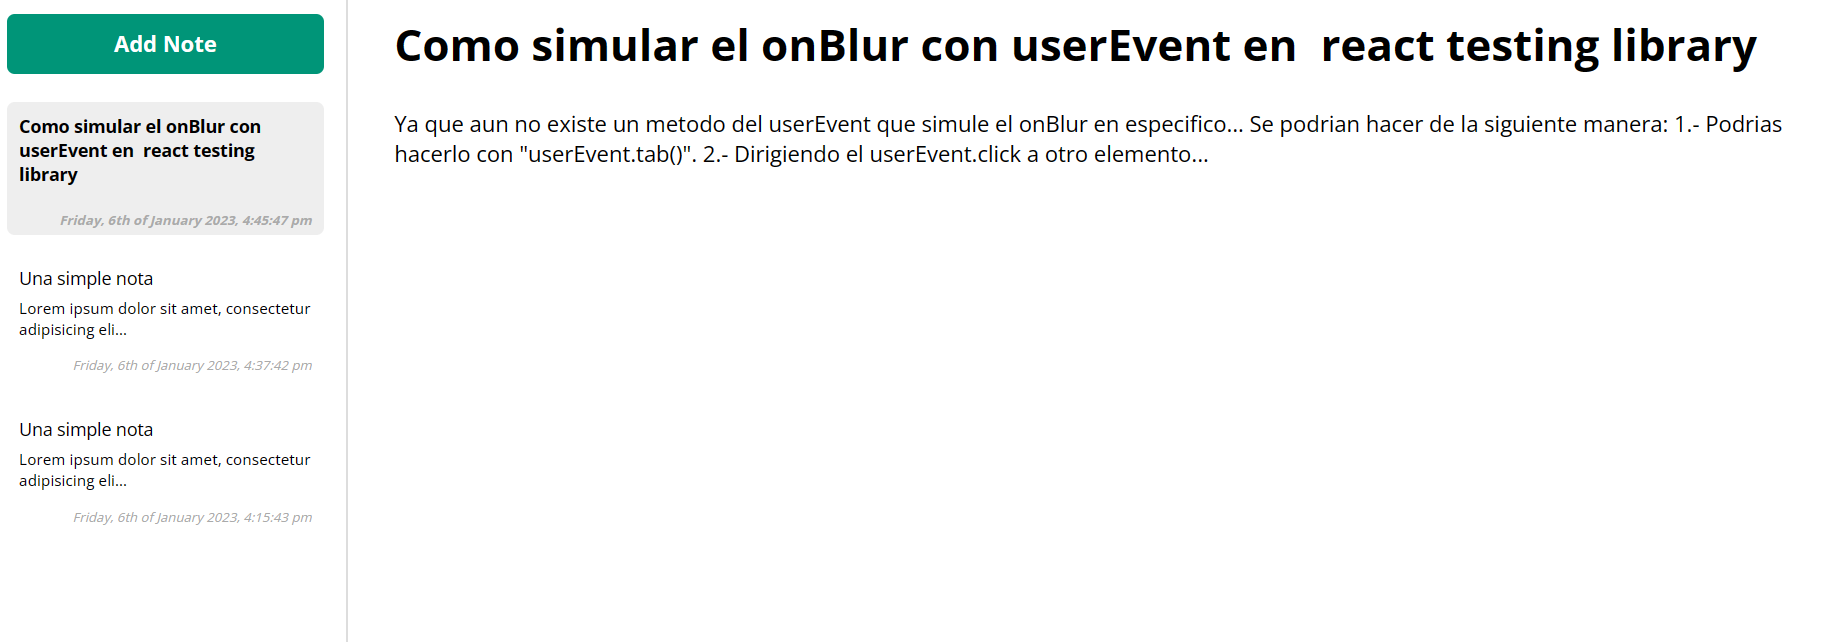 Add Note
Como simular el onBlur con
userEvent en  react testing
library
Friday, 6th of January 2023, 4:45:47 pm
Una simple nota
Lorem ipsum dolor sit amet, consectetur
adipisicing eli...
Friday, 6th of January 2023, 4:37:42 pm
Una simple nota
Lorem ipsum dolor sit amet, consectetur
adipisicing eli...
Friday, 6th of January 2023, 4:15:43 pm
Como simular el onBlur con userEvent en  react testing library
Ya que aun no existe un metodo del userEvent que simule el onBlur en especifico... Se podrian hacer de la siguiente manera: 1.- Podrias
hacerlo con "userEvent.tab()". 2.- Dirigiendo el userEvent.click a otro elemento...